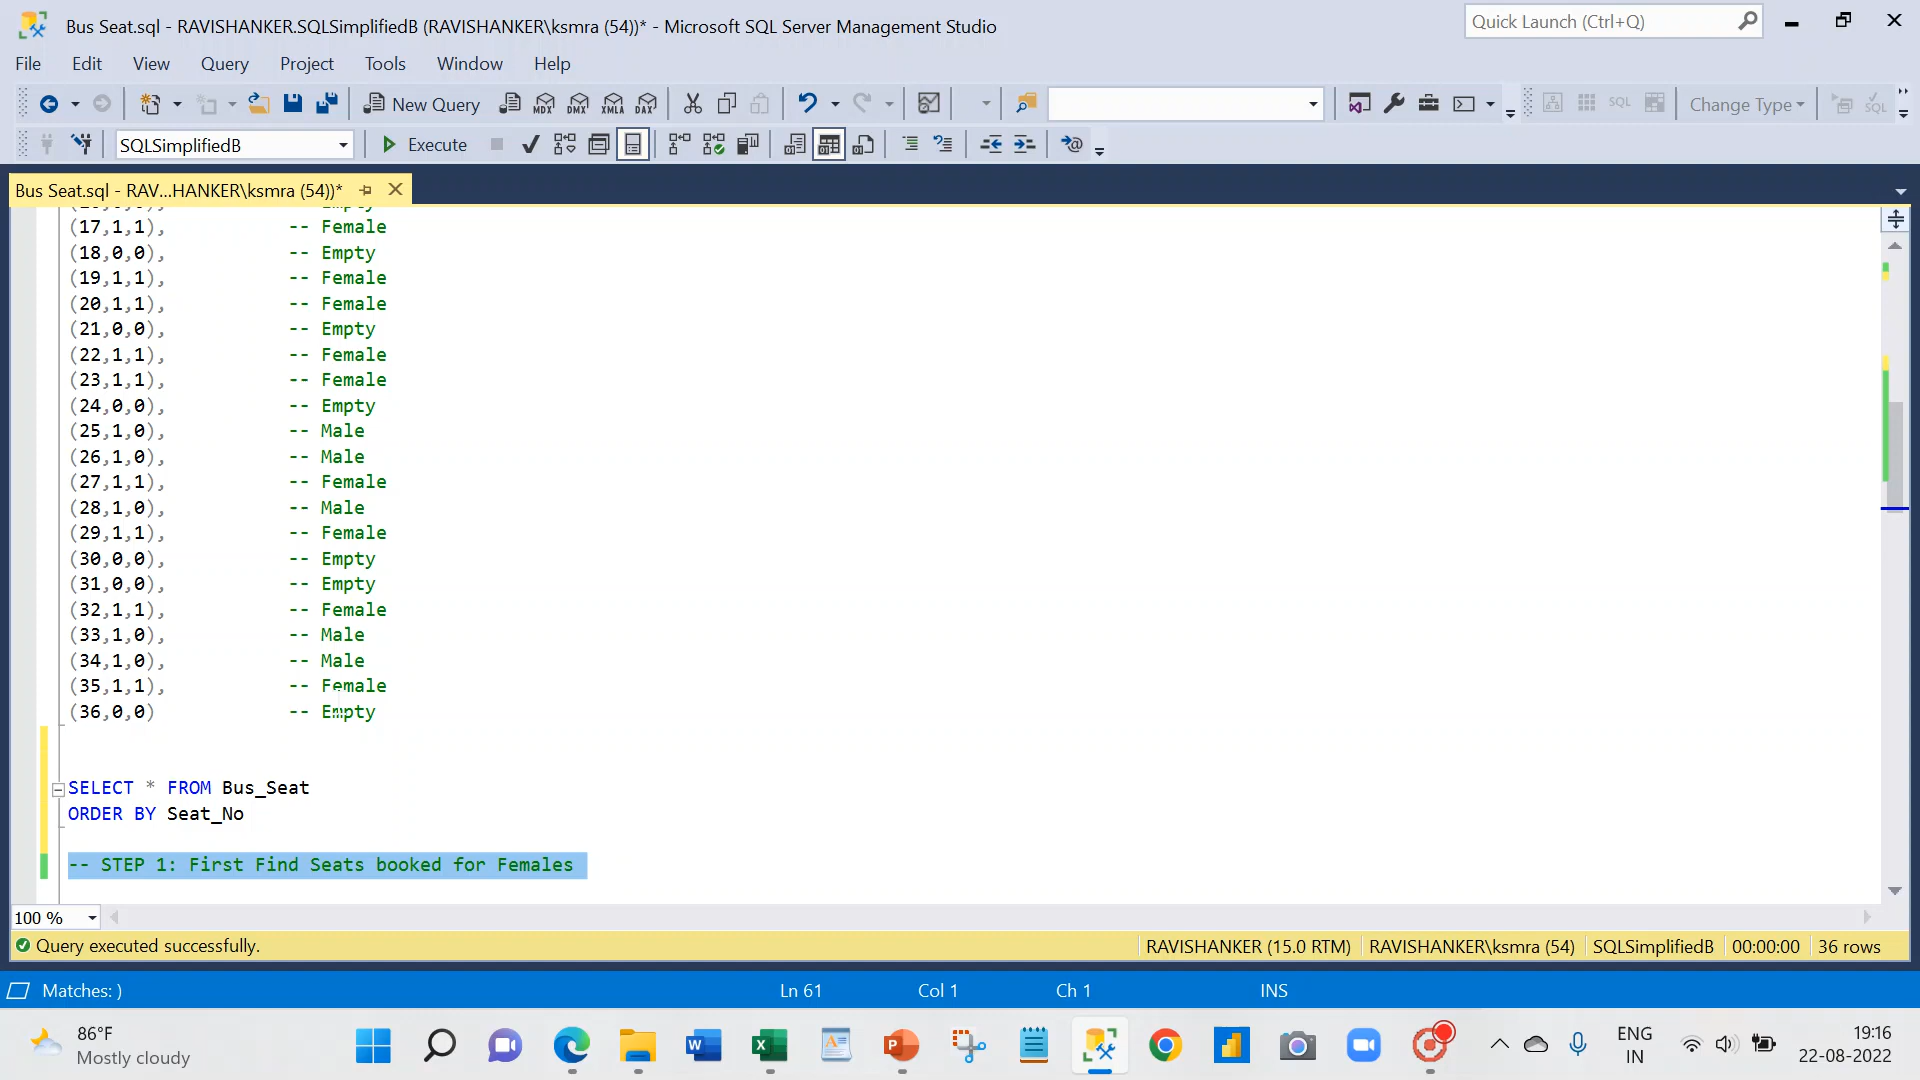 Bus Seat.sql - RAVISHANKER.SQLSimplifiedB (RAVISHANKER\ksmra (54))* - Microsoft SQL Server Management Studio
Quick Launch (Ctrl+Q)
File Edit View Query Project Tools Window Help
New Query
MDX DMX XMLA DAX
SQL
Change Type
SQL
SQLSimplifiedB
Execute
Bus Seat.sql - RAV...HANKER\ksmra (54))*
(17,1,1), -- Female
(18,0,0), -- Empty
(19,1,1), -- Female
(20,1,1), -- Female
(21,0,0), -- Empty
(22,1,1), -- Female
(23,1,1), -- Female
(24,0,0), -- Empty
(25,1,0), -- Male
(26,1,0), -- Male
(27,1,1), -- Female
(28,1,0), -- Male
(29,1,1), -- Female
(30,0,0), -- Empty
(31,0,0), -- Empty
(32,1,1), -- Female
(33,1,0), -- Male
(34,1,0), -- Male
(35,1,1), -- Female
(36,0,0) -- Empty
SELECT * FROM Bus_Seat
ORDER BY Seat_No
-- STEP 1: First Find Seats booked for Females
100 %
Query executed successfully.
RAVISHANKER (15.0 RTM) RAVISHANKER\ksmra (54) SQLSimplifiedB 00:00:00 36 rows
Matches: )
Ln 61 Col 1 Ch 1 INS
86°F
Mostly cloudy
ENG
IN
19:16
22-08-2022